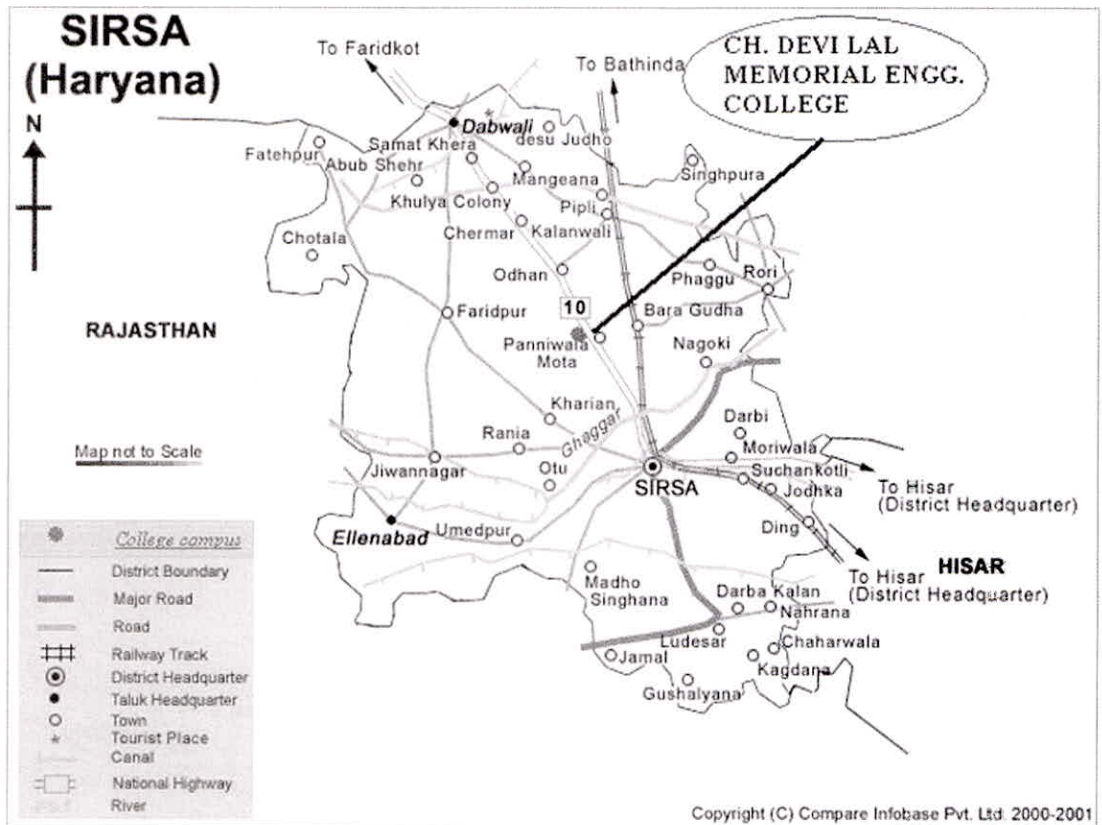 SIRSA
(Haryana)
To Faridkot
To Bathinda
CH. DEVI LAL
MEMORIAL ENGG.
COLLEGE
N
Dabwali
desu Judho
Samat Khera
Fatehpur
Abub Shehr
Mangeana
Singhpura
Khulya Colony
Pipli
Chermar
Kalanwali
Chotala
Odhan
Phaggu
Rori
10
Faridpur
Bara Gudha
RAJASTHAN
Panniwala
Mota
Nagoki
Kharian
Ghaggar
Darbi
Rania
Moriwala
Map not to Scale
Jiwannagar
Otu
Suchankotli
SIRSA
Jodhka
To Hisar
(District Headquarter)
Ellenabad
Umedpur
Ding
HISAR
To Hisar
(District Headquarter)
Madho
Singhana
Darba Kalan
Nahrana
Ludesar
Chaharwala
Jamal
Kagdana
Gushalyana
College campus
District Boundary
Major Road
Road
Railway Track
District Headquarter
Taluk Headquarter
Town
Tourist Place
Canal
National Highway
River
Copyright (C) Compare Infobase Pvt. Ltd. 2000-2001